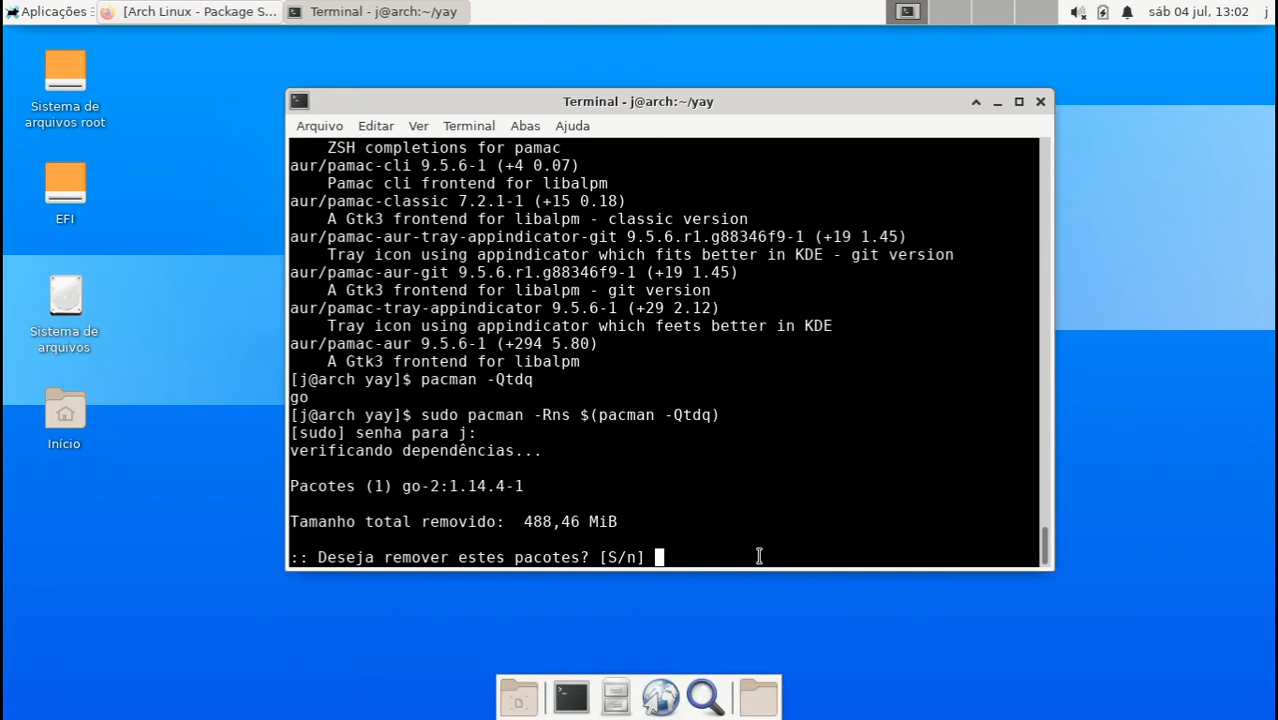 Aplicações
[Arch Linux - Package S...
Terminal - j@arch:~/yay
sáb 04 jul, 13:02
j
Sistema de
arquivos root
EFI
Sistema de
arquivos
Início
Terminal - j@arch:~/yay
Arquivo Editar Ver Terminal Abas Ajuda
ZSH completions for pamac
aur/pamac-cli 9.5.6-1 (+4 0.07)
Pamac cli frontend for libalpm
aur/pamac-classic 7.2.1-1 (+15 0.18)
A Gtk3 frontend for libalpm - classic version
aur/pamac-aur-tray-appindicator-git 9.5.6.r1.g88346f9-1 (+19 1.45)
Tray icon using appindicator which fits better in KDE - git version
aur/pamac-aur-git 9.5.6.r1.g88346f9-1 (+19 1.45)
A Gtk3 frontend for libalpm - git version
aur/pamac-tray-appindicator 9.5.6-1 (+29 2.12)
Tray icon using appindicator which feets better in KDE
aur/pamac-aur 9.5.6-1 (+294 5.80)
A Gtk3 frontend for libalpm
[j@arch yay]$ pacman -Qtdq
go
[j@arch yay]$ sudo pacman -Rns $(pacman -Qtdq)
[sudo] senha para j:
verificando dependências...
Pacotes (1) go-2:1.14.4-1
Tamanho total removido: 488,46 MiB
:: Deseja remover estes pacotes? [S/n]